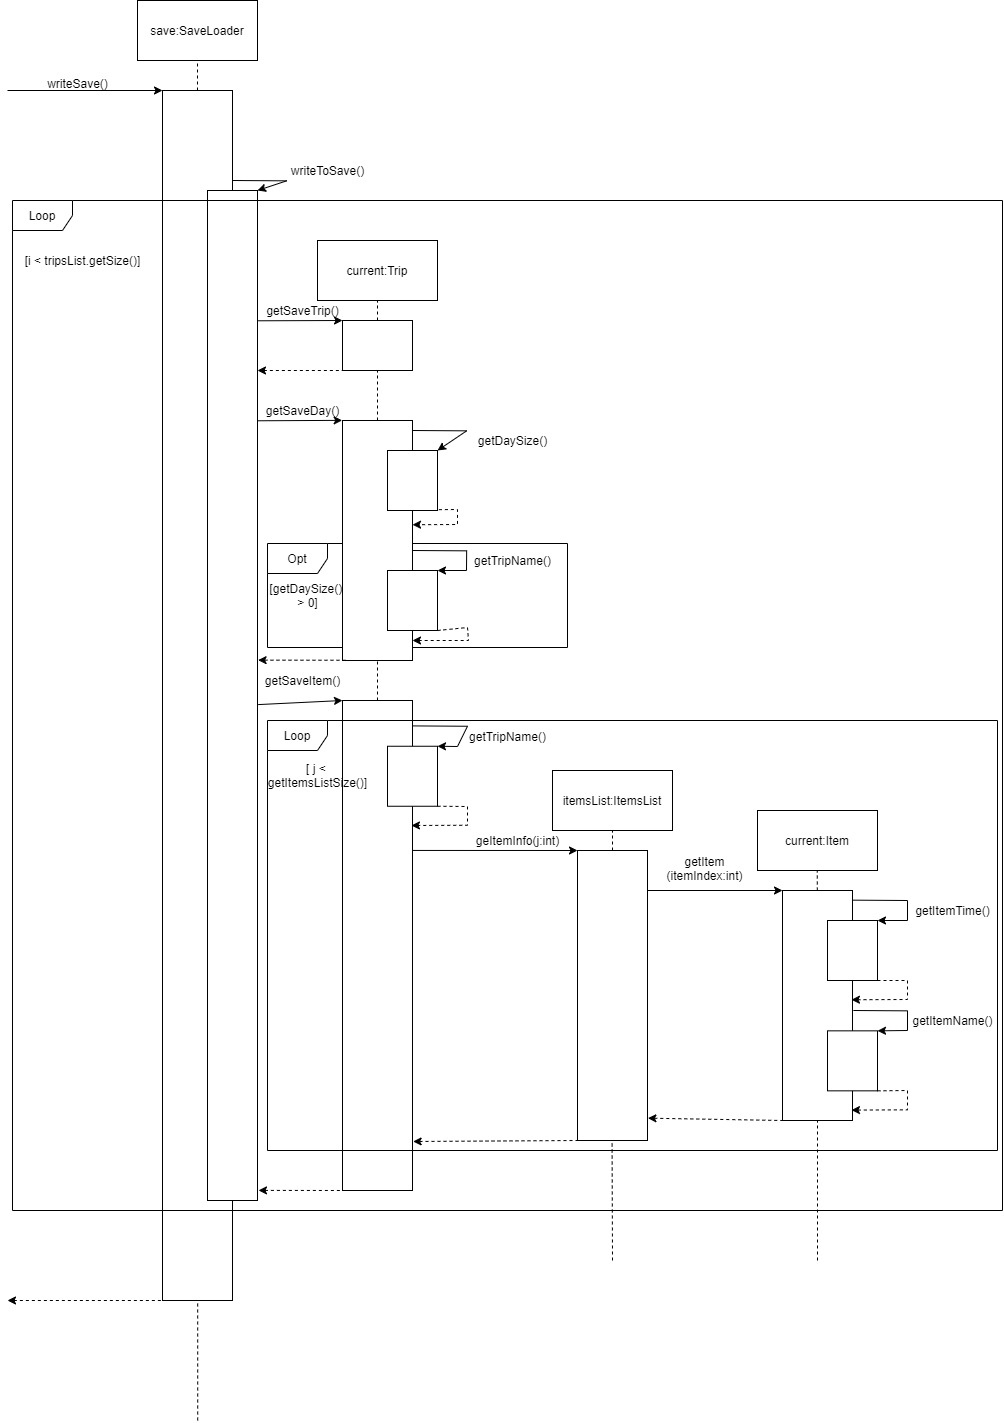 save:SaveLoader
writeSave()
writeToSave()
Loop
[i < tripsList.getSize()]
current:Trip
getSaveTrip()
getSaveDay()
getDaySize()
Opt
getTripName()
[getDaySize()
> 0]
getSaveItem()
Loop
getTripName()
[ j <
getItemsListSize()]
itemsList:ItemsList
current:Item
geItemInfo(j:int)
getItem
(itemIndex:int)
getItemTime()
getItemName()